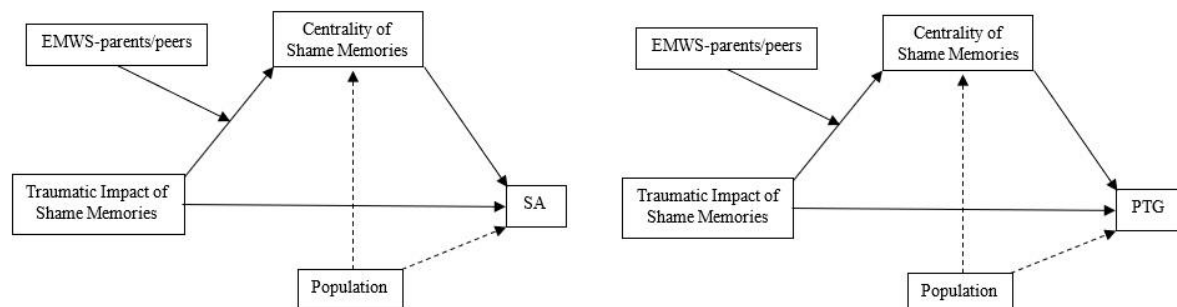 EMWS-parents/peers
Centrality of
Shame Memories
Traumatic Impact of
Shame Memories
SA
Population
EMWS-parents/peers
Centrality of
Shame Memories
Traumatic Impact of
Shame Memories
PTG
Population